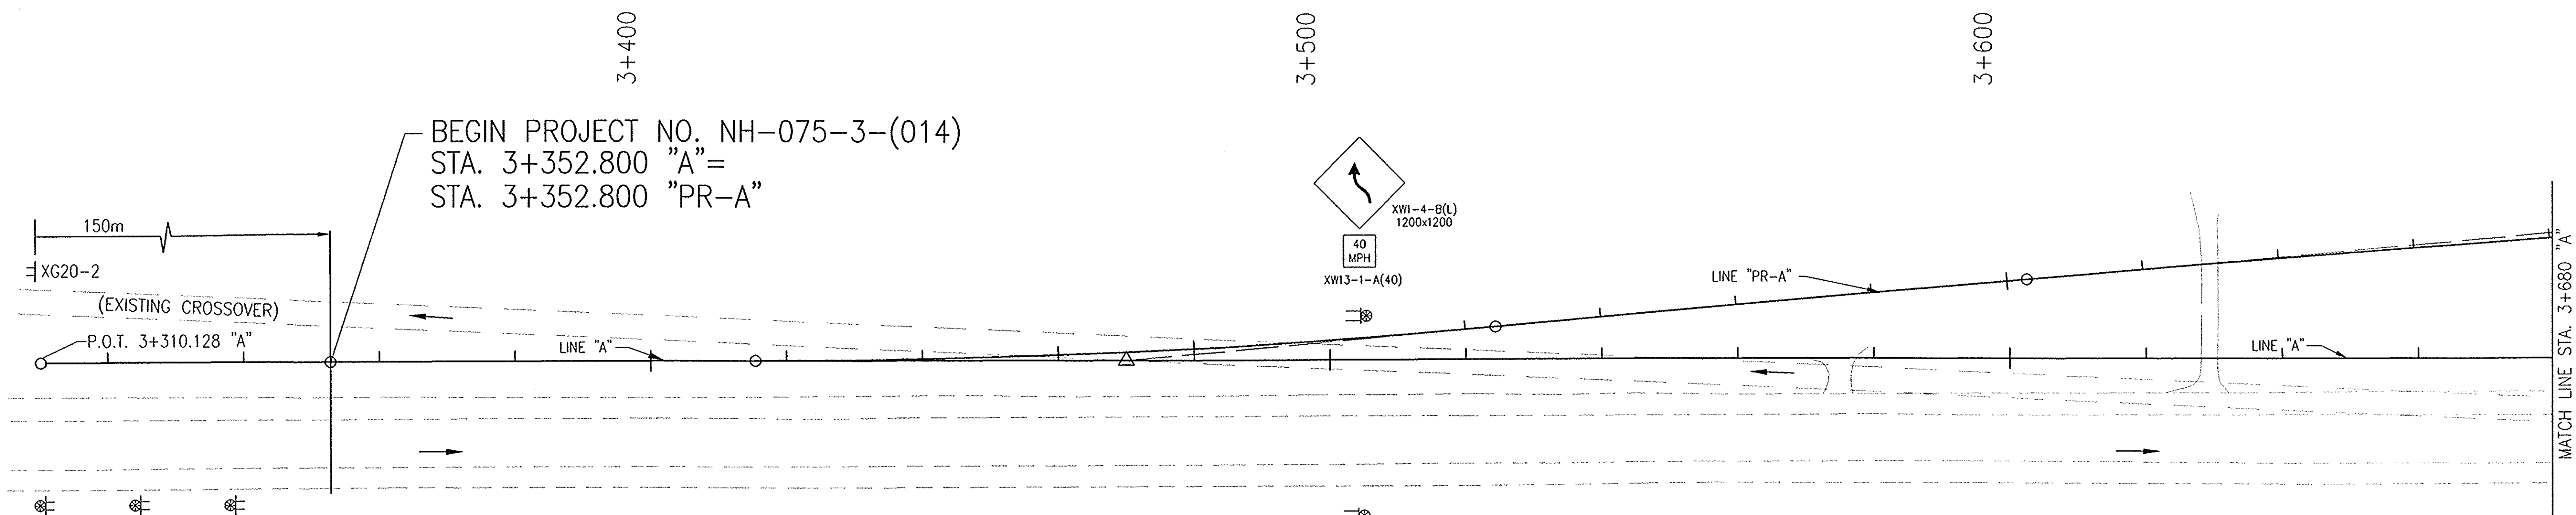 3+400
3+500
3+600
BEGIN PROJECT NO. NH-075-3-(014)
STA. 3+352.800 "A"=
STA. 3+352.800 "PR-A"
150m
XG20-2
(EXISTING CROSSOVER)
P.O.T. 3+310.128 "A"
LINE "A"
XW1-4-B(L)
1200x1200
40
MPH
XW13-1-A(40)
LINE "PR-A"
LINE "A"
MATCH LINE STA. 3+680 "A"